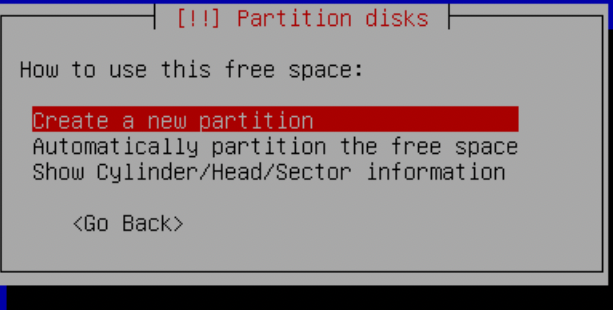 [!!] Partition disks
How to use this free space:
Create a new partition
Automatically partition the free space
Show Cylinder/Head/Sector information
<Go Back>